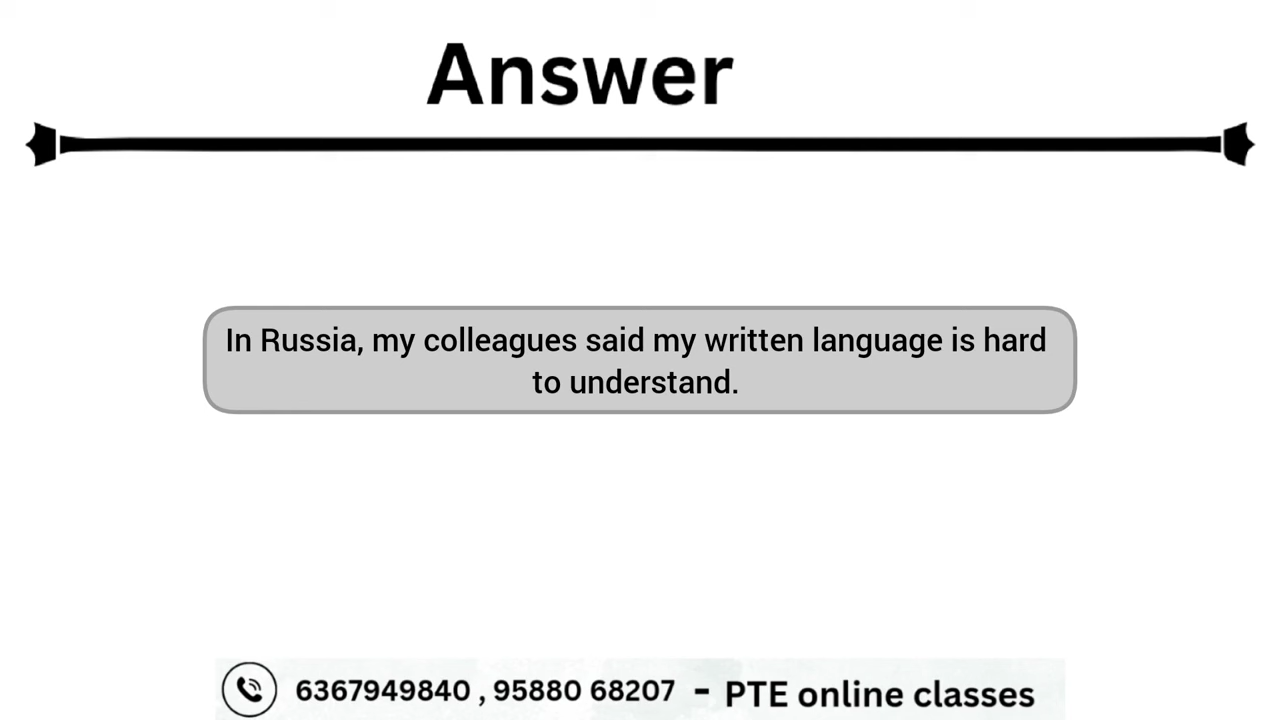 Answer
In Russia, my colleagues said my written language is hard
to understand.
6367949840 , 95880 68207 - PTE online classes